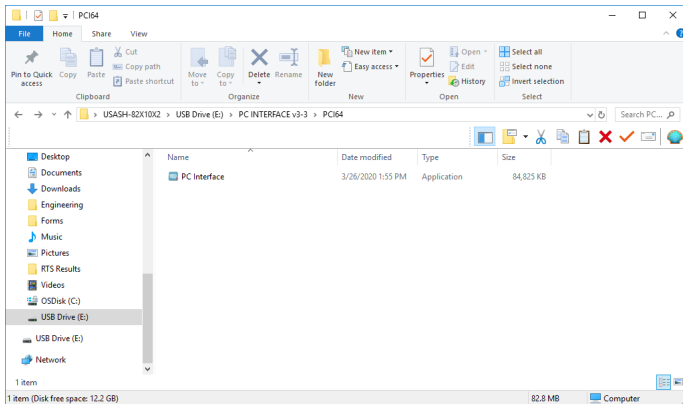 PCI64
File Home Share View
Pin to Quick access
Copy
Paste
Cut
Copy path
Paste shortcut
Clipboard
Move to
Copy to
Delete
Rename
Organize
New folder
New item
Easy access
New
Properties
Open
Edit
History
Open
Select all
Select none
Invert selection
Select
USASH-82X10X2 > USB Drive (E:) > PC INTERFACE v3-3 > PCI64
Search PC...
Name Date modified Type Size
PC Interface 3/26/2020 1:55 PM Application 84,825 KB
Desktop
Documents
Downloads
Engineering
Forms
Music
Pictures
RTS Results
Videos
OSDisk (C:)
USB Drive (E:)
USB Drive (E:)
Network
1 item
1 item (Disk free space: 12.2 GB) 82.8 MB Computer